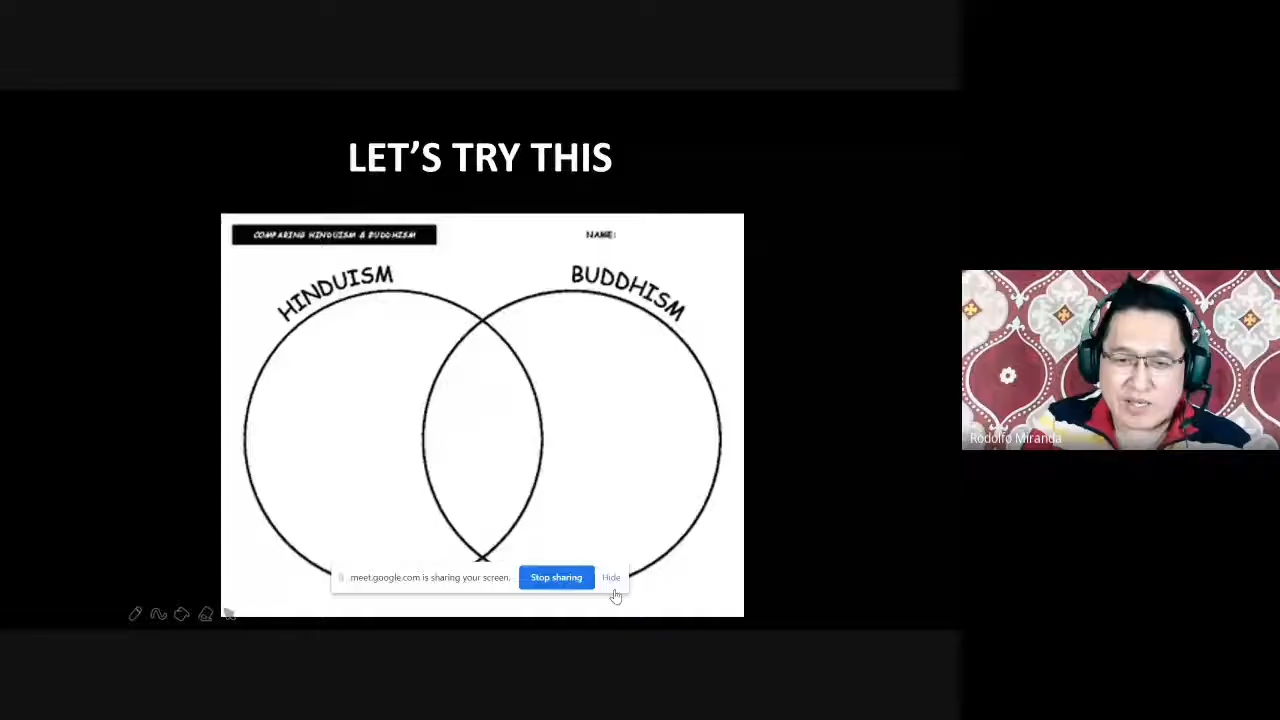 LET'S TRY THIS
COMPARING HINDUISM & BUDDHISM
NAME:
HINDUISM
BUDDHISM
meet.google.com is sharing your screen.
Stop sharing
Hide
Rodolfo Miranda